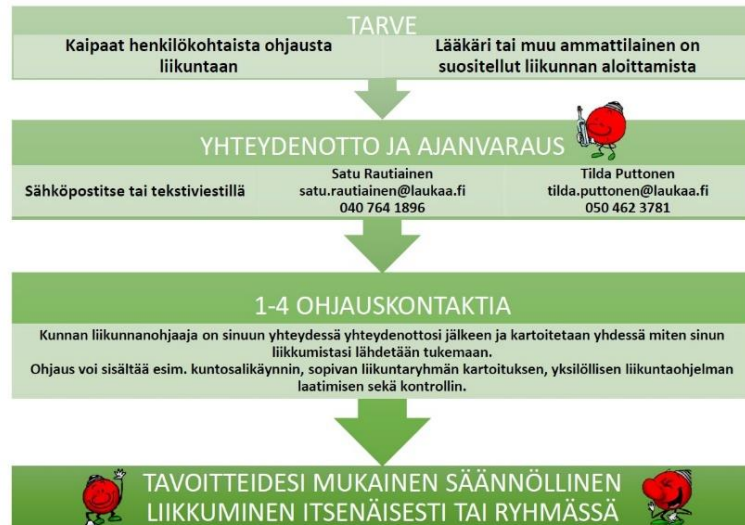 TARVE
Kaipaat henkilökohtaista ohjausta
liikuntaan
Lääkäri tai muu ammattilainen on
suositellut liikunnan aloittamista
YHTEYDENOTTO JA AJANVARAUS
Sähköpostitse tai tekstiviestillä
Satu Rautiainen
satu.rautiainen@laukaa.fi
040 764 1896
Tilda Puttonen
tilda.puttonen@laukaa.fi
050 462 3781
1-4 OHJAUSKONTAKTIA
Kunnan liikunnanohjaaja on sinuun yhteydessä yhteydenottosi jälkeen ja kartoitetaan yhdessä miten sinun
liikkumistasi lähdetään tukemaan.
Ohjaus voi sisältää esim. kuntosalikäynnin, sopivan liikuntaryhmän kartoituksen, yksilöllisen liikuntaohjelman
laatimisen sekä kontrollin.
TAVOITTEIDESI MUKAINEN SÄÄNNÖLLINEN
LIIKKUMINEN ITSENÄISESTI TAI RYHMÄSSÄ